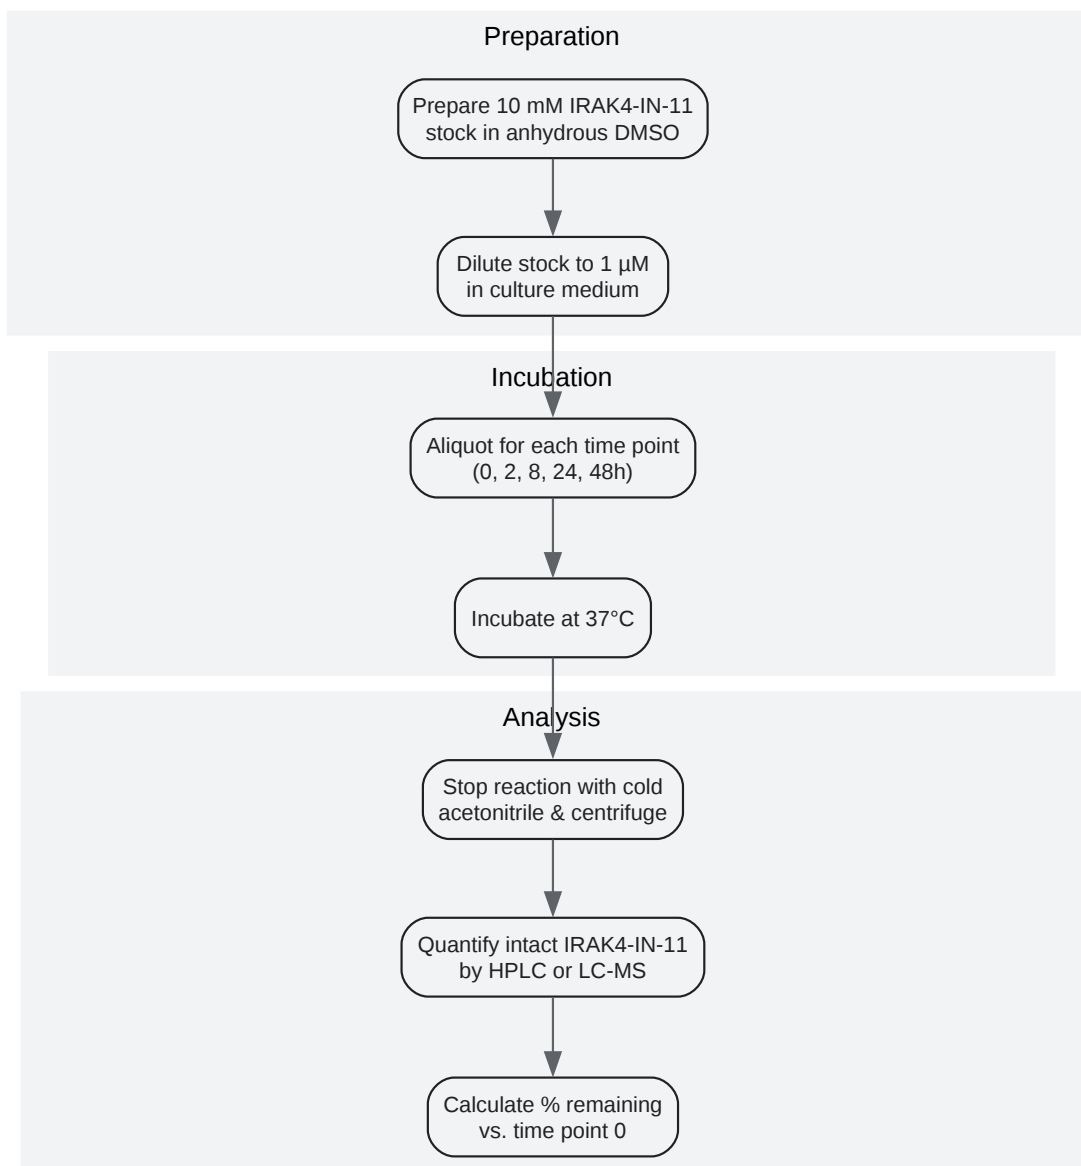 Preparation
Prepare 10 mM IRAK4-IN-11
stock in anhydrous DMSO
Dilute stock to 1 µM
in culture medium
Incubation
Aliquot for each time point
(0, 2, 8, 24, 48h)
Incubate at 37°C
Analysis
Stop reaction with cold
acetonitrile & centrifuge
Quantify intact IRAK4-IN-11
by HPLC or LC-MS
Calculate % remaining
vs. time point 0